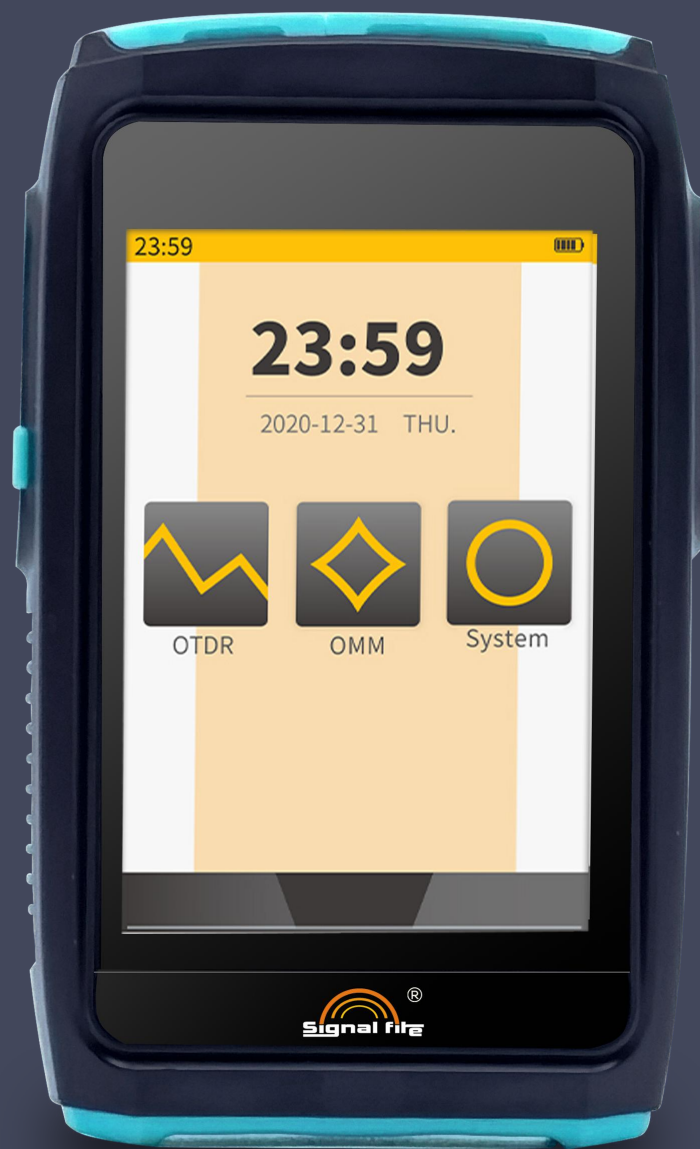 23:59
23:59
2020-12-31 THU.
OTDR OMM System
Signal fire ®